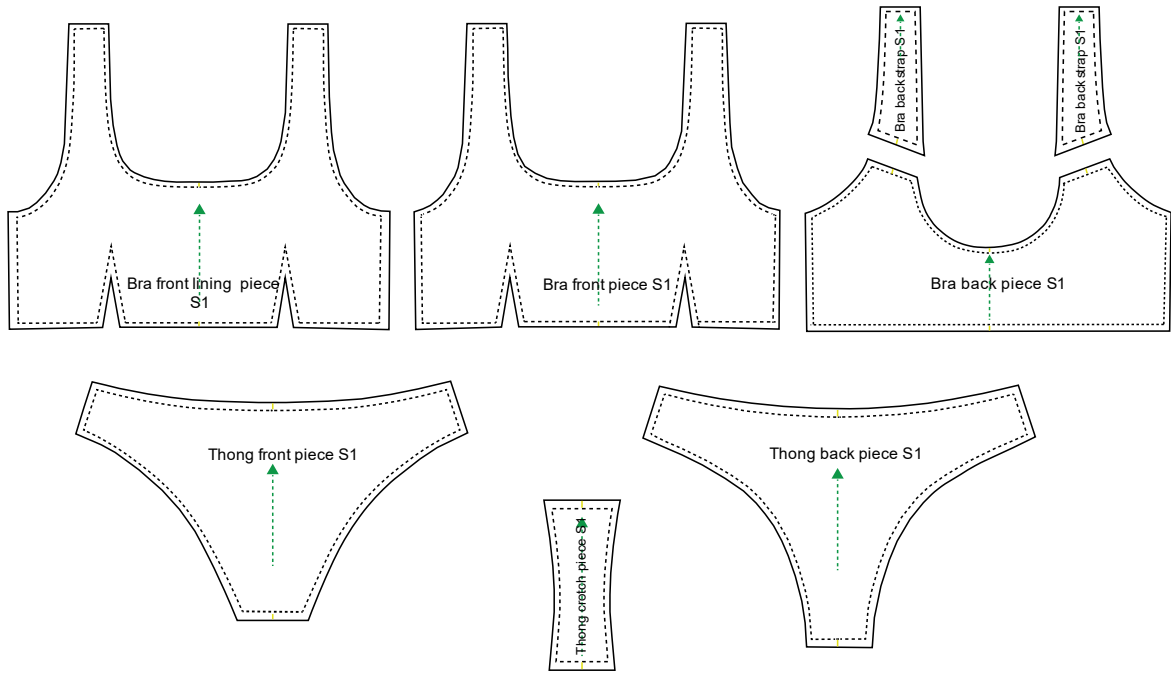 Bra back strap S1
Bra back strap S1
Bra front lining piece
S1
Bra front piece S1
Bra back piece S1
Thong front piece S1
Thong back piece S1
Thong crotch piece S1